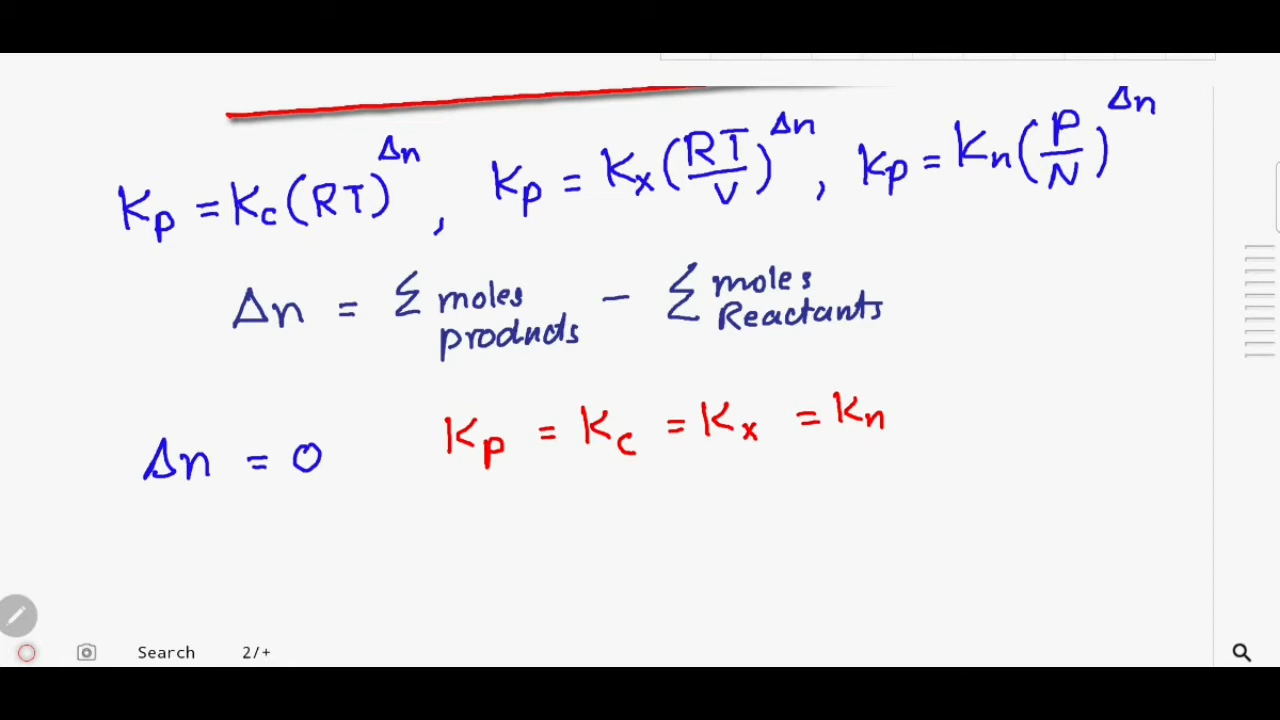 Kp = Kc (RT)^Δn , Kp = Kx (RT/V)^Δn , Kp = Kn (P/N)^Δn
Δn = Σ moles products – Σ moles Reactants
Δn = 0 Kp = Kc = Kx = Kn
Search 2/+